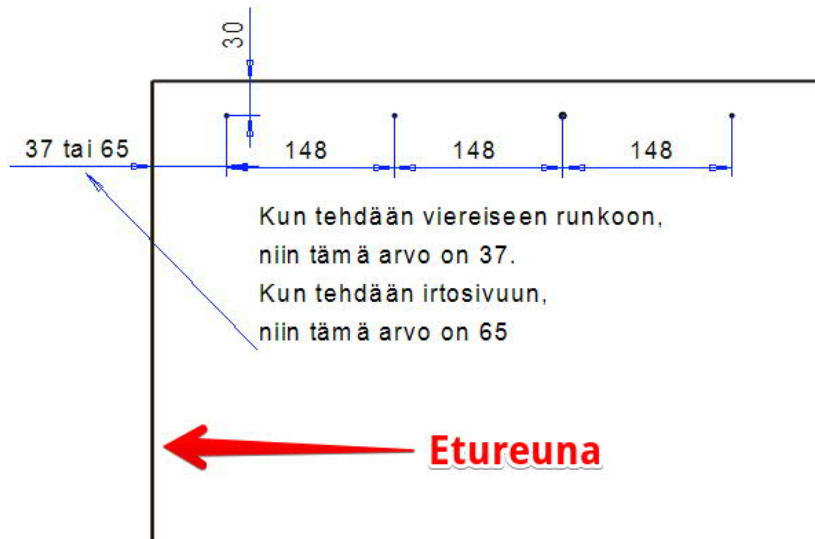 30
37 tai 65
148
148
148
Kun tehdään viereiseen runkoon,
niin tämä arvo on 37.
Kun tehdään irtosivuun,
niin tämä arvo on 65
Etureuna